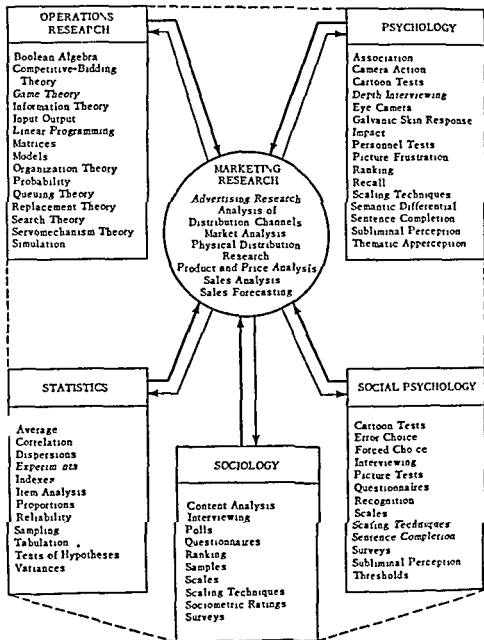 OPERATIONS
RESEARCH
Boolean Algebra
Competitive-Bidding
Theory
Game Theory
Information Theory
Input Output
Linear Programming
Matrices
Models
Organization Theory
Probability
Queuing Theory
Replacement Theory
Search Theory
Servomechanism Theory
Simulation
PSYCHOLOGY
Association
Camera Action
Cartoon Tests
Depth Interviewing
Eye Camera
Galvanic Skin Response
Impact
Personnel Tests
Picture Frustration
Ranking
Recall
Scaling Techniques
Semantic Differential
Sentence Completion
Subliminal Perception
Thematic Apperception
MARKETING
RESEARCH
Advertising Research
Analysis of
Distribution Channels
Market Analysis
Physical Distribution
Research
Product and Price Analysis
Sales Analysis
Sales Forecasting
STATISTICS
Average
Correlation
Dispersions
Experim nts
Indexes
Item Analysis
Proportions
Reliability
Sampling
Tabulation
Tests of Hypotheses
Variances
SOCIOLOGY
Content Analysis
Interviewing
Polls
Questionnaires
Ranking
Samples
Scales
Scaling Techniques
Sociometric Ratings
Surveys
SOCIAL PSYCHOLOGY
Cartoon Tests
Error Choice
Forced Cho ce
Interviewing
Picture Tests
Questionnaires
Recognition
Scales
Scaling Techniques
Sentence Completion
Surveys
Subliminal Perception
Thresholds